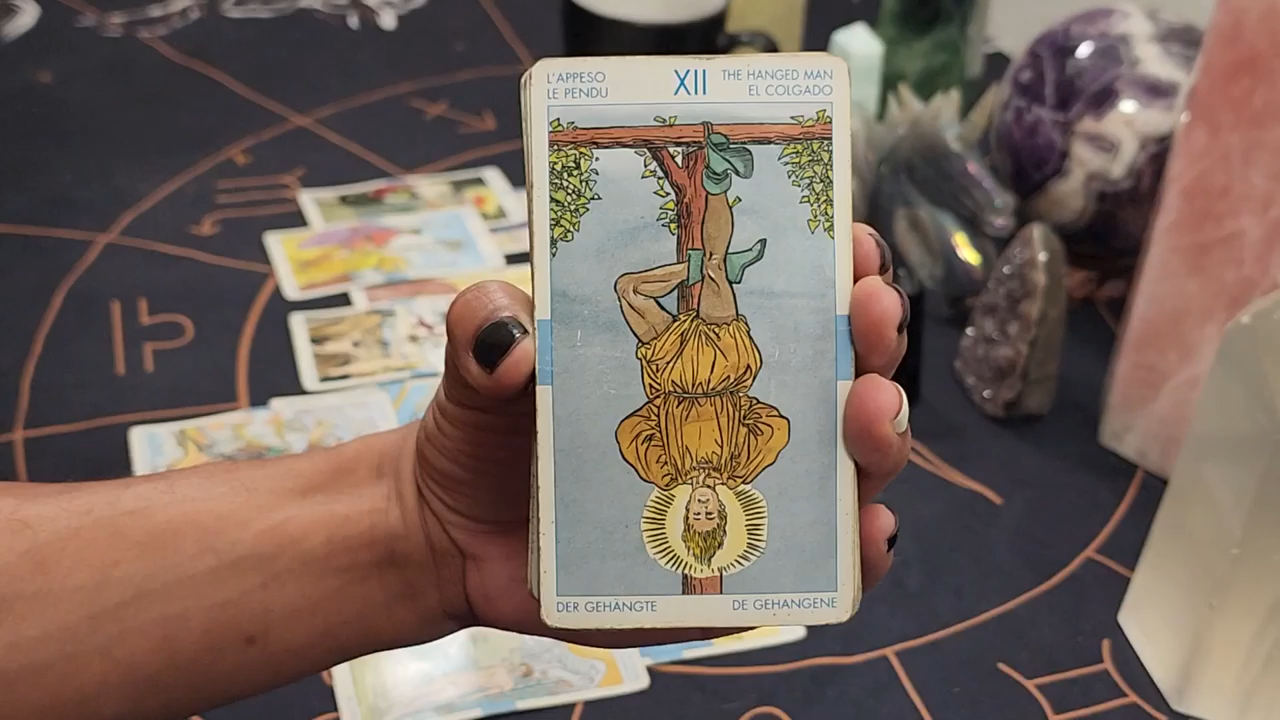 L'APPESO
LE PENDU
XII
THE HANGED MAN
EL COLGADO
DER GEHÄNGTE
DE GEHANGENE